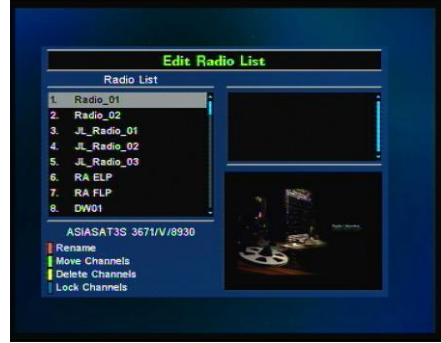 Edit Radio List
Radio List
1. Radio_01
2. Radio_02
3. JL_Radio_01
4. JL_Radio_02
5. JL_Radio_03
6. RA ELP
7. RA FLP
8. DW01
ASIASAT3S 3671/V/8930
Rename
Move Channels
Delete Channels
Lock Channels